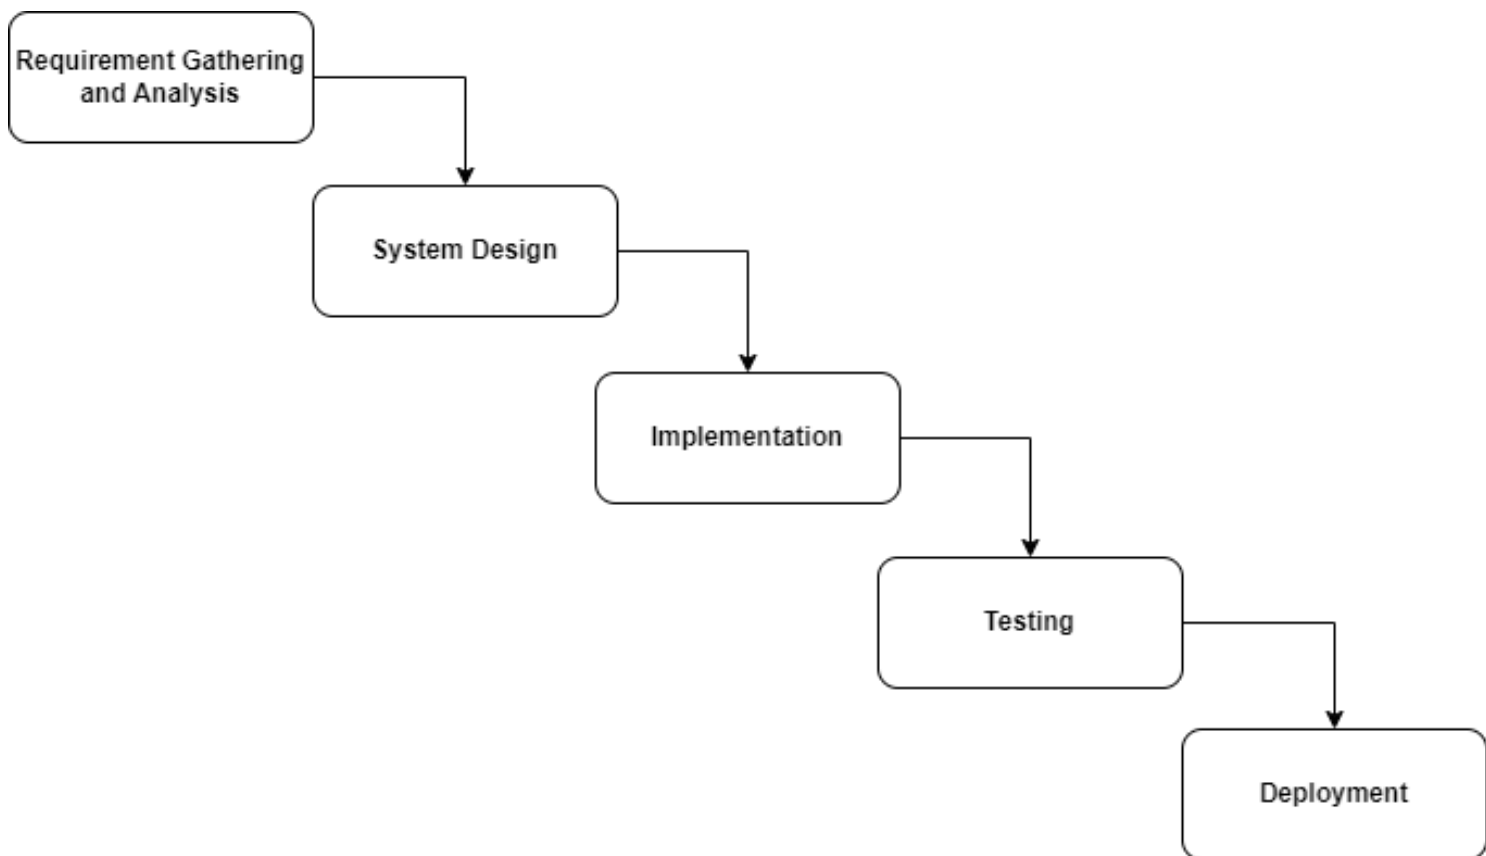 Requirement Gathering
and Analysis
System Design
Implementation
Testing
Deployment